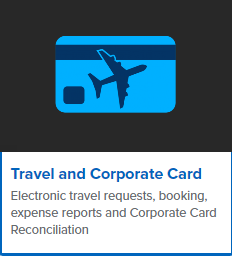 Travel and Corporate Card
Electronic travel requests, booking,
expense reports and Corporate Card
Reconciliation